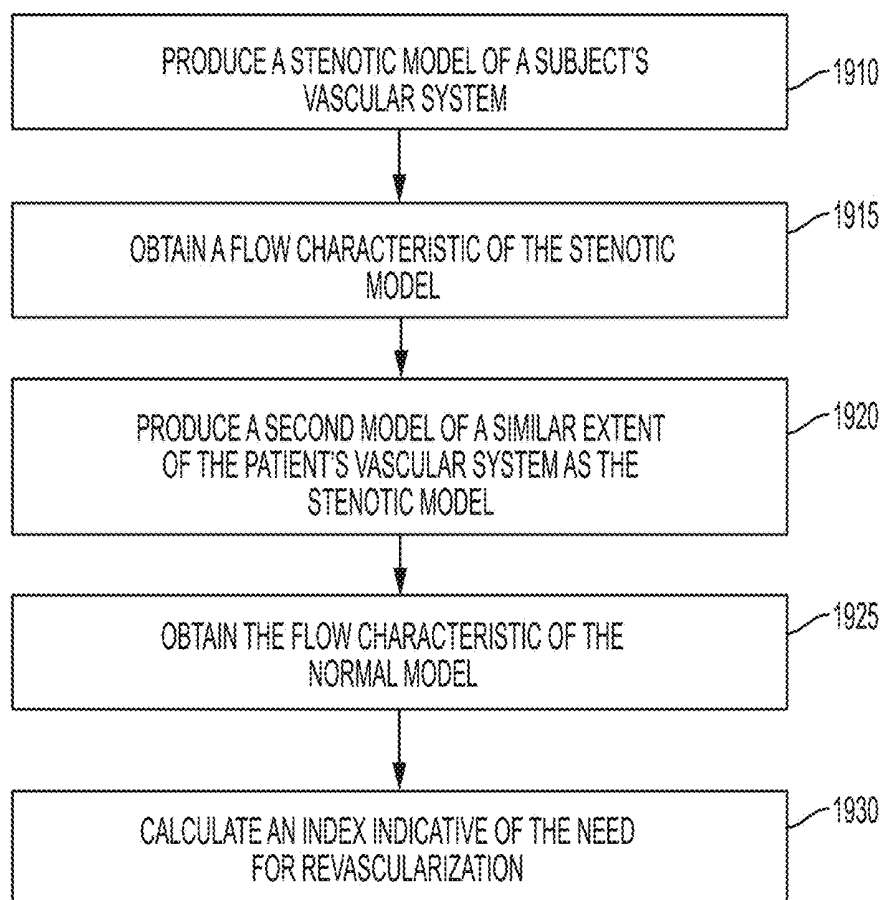 PRODUCE A STENOTIC MODEL OF A SUBJECT'S
VASCULAR SYSTEM
1910
OBTAIN A FLOW CHARACTERISTIC OF THE STENOTIC
MODEL
1915
PRODUCE A SECOND MODEL OF A SIMILAR EXTENT
OF THE PATIENT'S VASCULAR SYSTEM AS THE
STENOTIC MODEL
1920
OBTAIN THE FLOW CHARACTERISTIC OF THE
NORMAL MODEL
1925
CALCULATE AN INDEX INDICATIVE OF THE NEED
FOR REVASCULARIZATION
1930